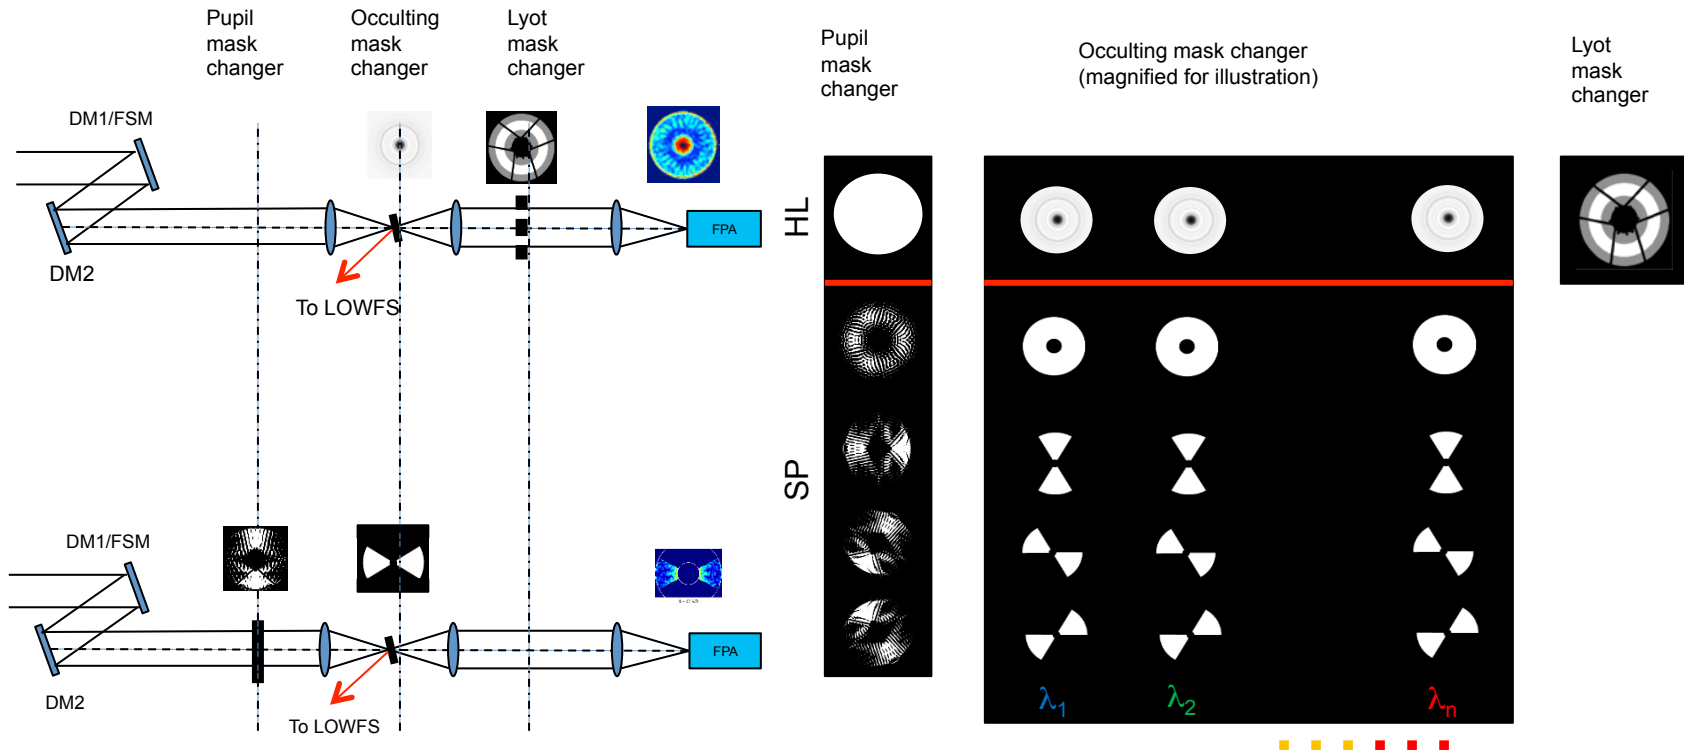 Pupil
mask
changer
Occulting
mask
changer
Lyot
mask
changer
DM1/FSM
DM2
To LOWFS
FPA
DM1/FSM
DM2
To LOWFS
FPA
Pupil
mask
changer
Occulting mask changer
(magnified for illustration)
Lyot
mask
changer
HL
SP
λ1
λ2
λn